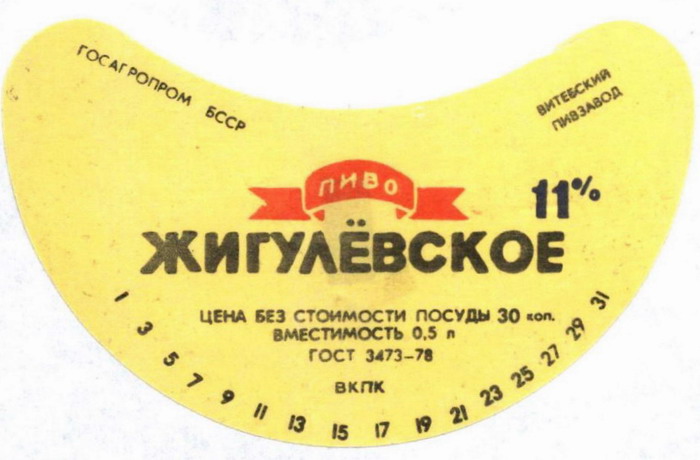 ГОСАГРОПРОМ БССР
ВИТЕБСКИЙ
ПИВЗАВОД
ПИВО
11%
ЖИГУЛЁВСКОЕ
ЦЕНА БЕЗ СТОИМОСТИ ПОСУДЫ 30 коп.
ВМЕСТИМОСТЬ 0,5 л
ГОСТ 3473-78
ВКПК
1 3 5 7 9 11 13 15 17 19 21 23 25 27 29 31